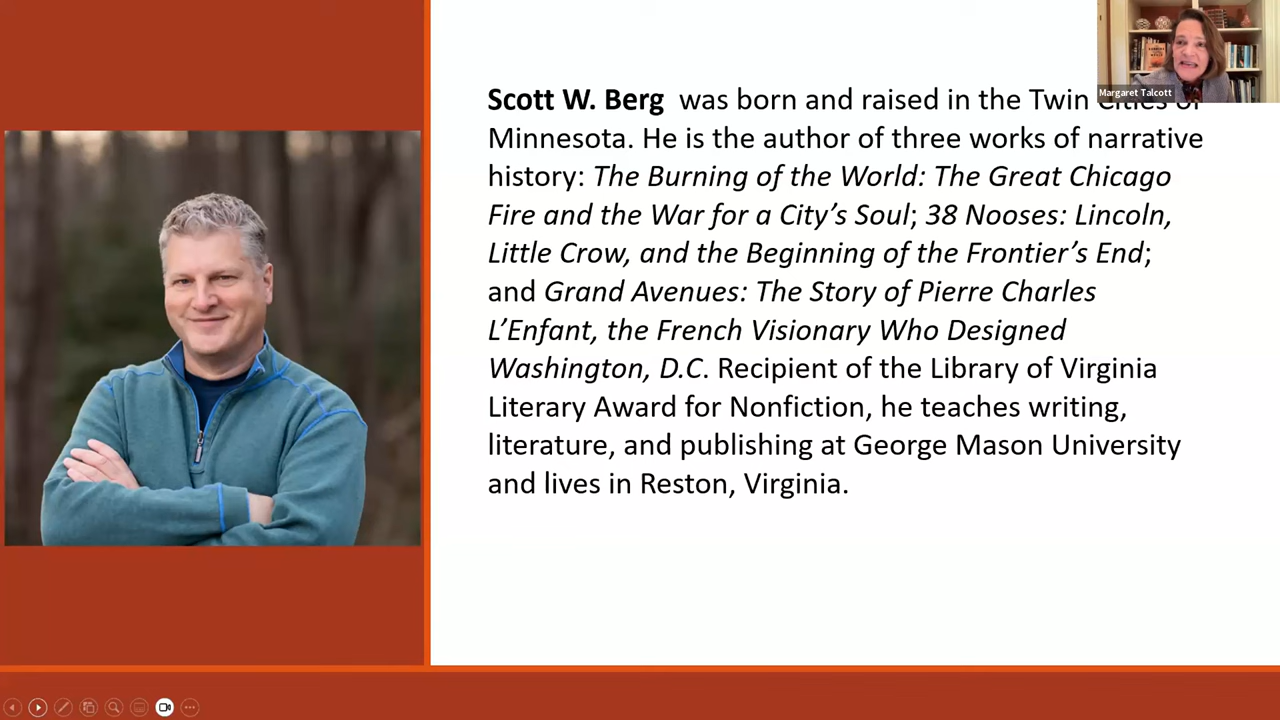 Scott W. Berg was born and raised in the Twin Cities of
Minnesota. He is the author of three works of narrative
history: The Burning of the World: The Great Chicago
Fire and the War for a City’s Soul; 38 Nooses: Lincoln,
Little Crow, and the Beginning of the Frontier’s End;
and Grand Avenues: The Story of Pierre Charles
L’Enfant, the French Visionary Who Designed
Washington, D.C. Recipient of the Library of Virginia
Literary Award for Nonfiction, he teaches writing,
literature, and publishing at George Mason University
and lives in Reston, Virginia.
Margaret Talcott